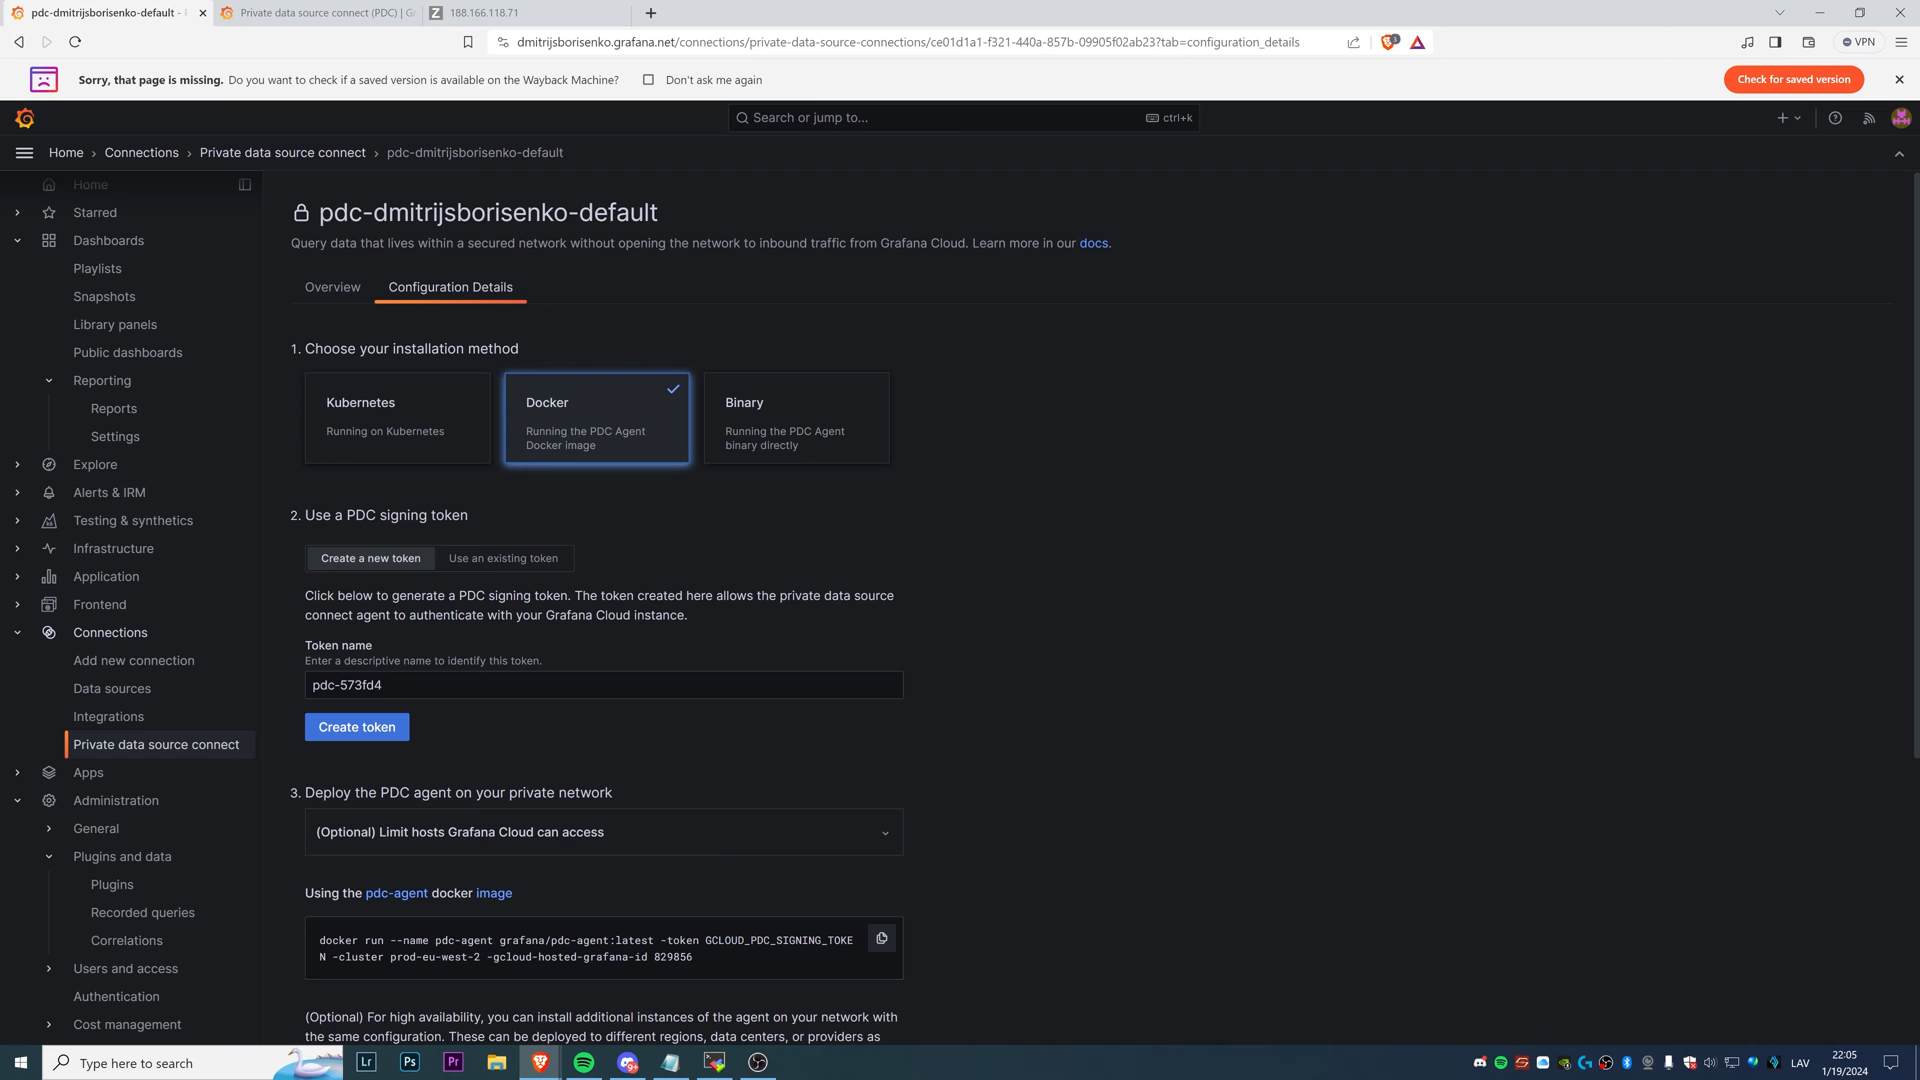 pdc-dmitrijsborisenko-default -
Private data source connect (PDC) | G
188.166.118.71
dmitrijsborisenko.grafana.net/connections/private-data-source-connections/ce01d1a1-f321-440a-857b-09905f02ab23?tab=configuration_details
VPN
Sorry, that page is missing. Do you want to check if a saved version is available on the Wayback Machine?
Don't ask me again
Check for saved version
Search or jump to...
ctrl+k
Home › Connections › Private data source connect › pdc-dmitrijsborisenko-default
Home
Starred
Dashboards
Playlists
Snapshots
Library panels
Public dashboards
Reporting
Reports
Settings
Explore
Alerts & IRM
Testing & synthetics
Infrastructure
Application
Frontend
Connections
Add new connection
Data sources
Integrations
Private data source connect
Apps
Administration
General
Plugins and data
Plugins
Recorded queries
Correlations
Users and access
Authentication
Cost management
pdc-dmitrijsborisenko-default
Query data that lives within a secured network without opening the network to inbound traffic from Grafana Cloud. Learn more in our docs.
Overview
Configuration Details
1. Choose your installation method
Kubernetes
Running on Kubernetes
Docker
Running the PDC Agent
Docker image
Binary
Running the PDC Agent
binary directly
2. Use a PDC signing token
Create a new token
Use an existing token
Click below to generate a PDC signing token. The token created here allows the private data source
connect agent to authenticate with your Grafana Cloud instance.
Token name
Enter a descriptive name to identify this token.
pdc-573fd4
Create token
3. Deploy the PDC agent on your private network
(Optional) Limit hosts Grafana Cloud can access
Using the pdc-agent docker image
docker run --name pdc-agent grafana/pdc-agent:latest -token GCLOUD_PDC_SIGNING_TOKE
N -cluster prod-eu-west-2 -gcloud-hosted-grafana-id 829856
(Optional) For high availability, you can install additional instances of the agent on your network with
the same configuration. These can be deployed to different regions, data centers, or providers as
Type here to search
Lr
Ps
Pr
LAV
22:05
1/19/2024